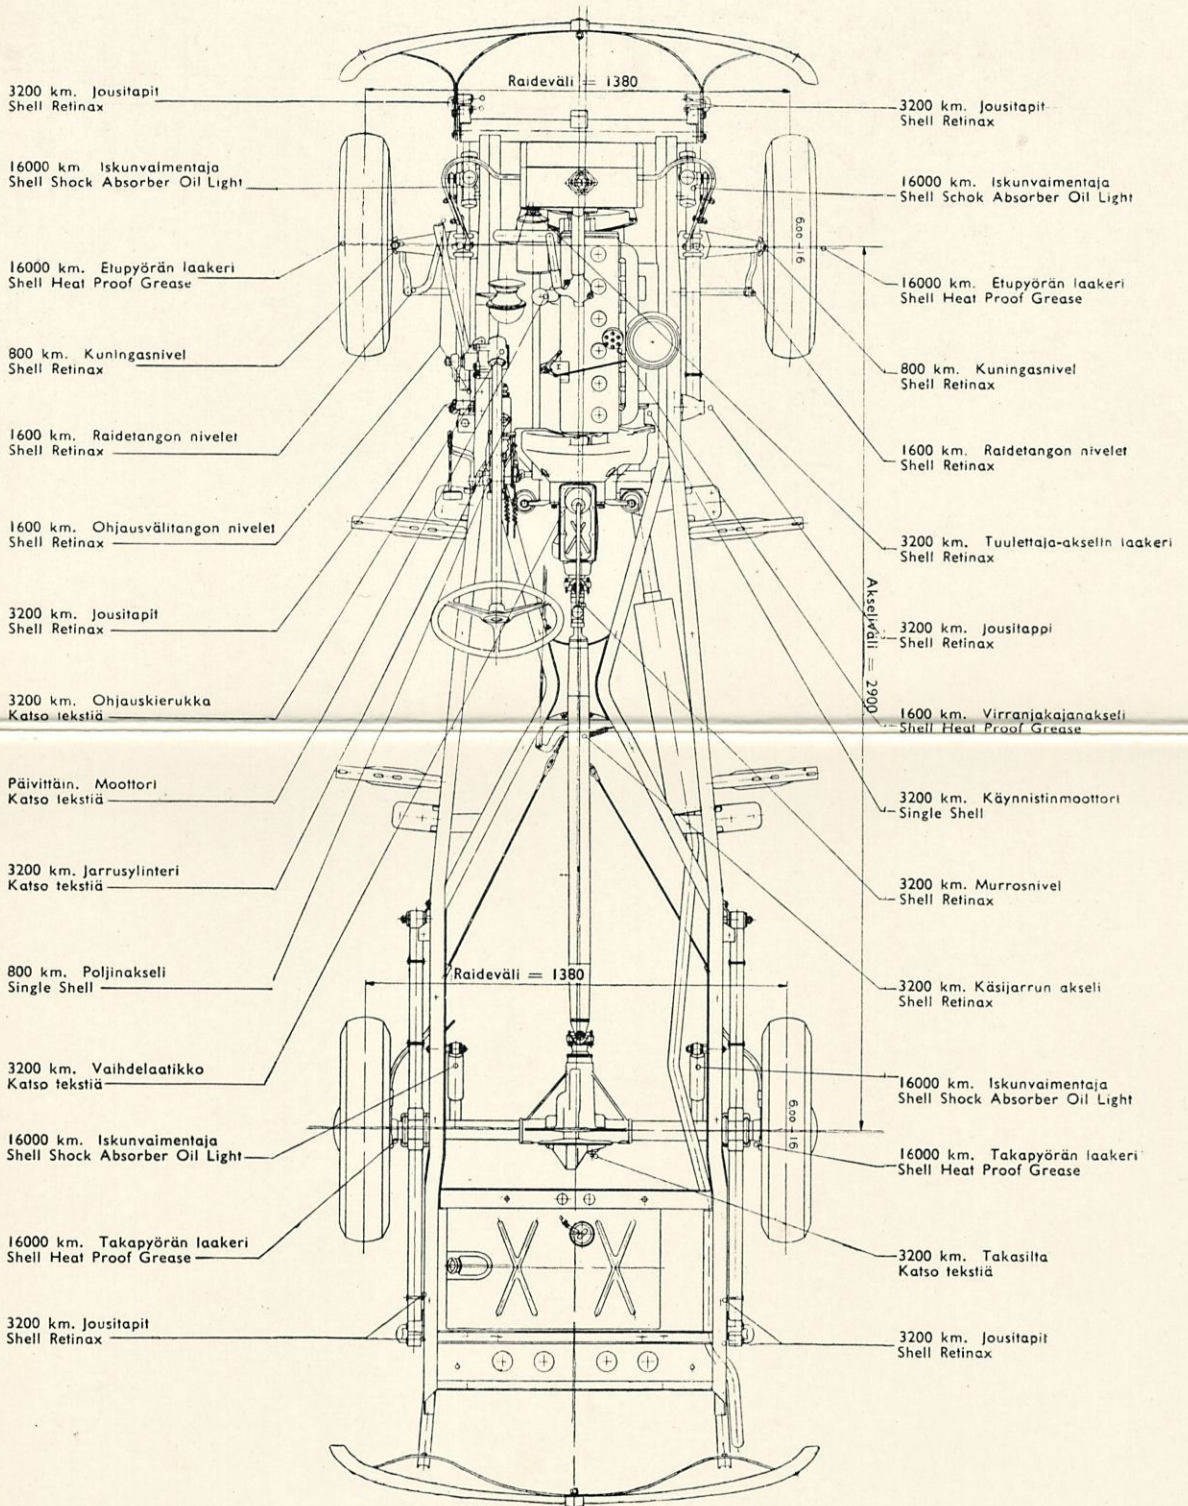 Raideväli = 1380
3200 km. Jousitapit
Shell Retinax
16000 km Iskunvaimentaja
Shell Shock Absorber Oil Light
16000 km. Etupyörän laakeri
Shell Heat Proof Grease
800 km. Kuningasnivel
Shell Retinax
1600 km. Raidetangon nivelet
Shell Retinax
1600 km. Ohjausvälitangon nivelet
Shell Retinax
3200 km. Jousitapit
Shell Retinax
3200 km. Ohjauskierukka
Katso tekstiä
Päivittäin. Moottori
Katso tekstiä
3200 km. Jarrusylinteri
Katso tekstiä
800 km. Poljinakseli
Single Shell
3200 km. Vaihdelaatikko
Katso tekstiä
16000 km. Iskunvaimentaja
Shell Shock Absorber Oil Light
16000 km. Takapyörän laakeri
Shell Heat Proof Grease
3200 km. Jousitapit
Shell Retinax
3200 km. Jousitapit
Shell Retinax
16000 km. Iskunvaimentaja
Shell Schok Absorber Oil Light
6.00-16
16000 km. Etupyörän laakeri
Shell Heat Proof Grease
800 km. Kuningasnivel
Shell Retinax
1600 km. Raidetangon nivelet
Shell Retinax
3200 km. Tuulettaja-akselin laakeri
Shell Retinax
Akseliväli = 2900
3200 km. Jousitappi
Shell Retinax
1600 km. Virranjakajanakseli
Shell Heat Proof Grease
3200 km. Käynnistinmoottori
Single Shell
3200 km. Murrosnivel
Shell Retinax
Raideväli = 1380
3200 km. Käsijarrun akseli
Shell Retinax
16000 km. Iskunvaimentaja
Shell Shock Absorber Oil Light
6.00-16
16000 km. Takapyörän laakeri
Shell Heat Proof Grease
3200 km. Takasilta
Katso tekstiä
3200 km. Jousitapit
Shell Retinax